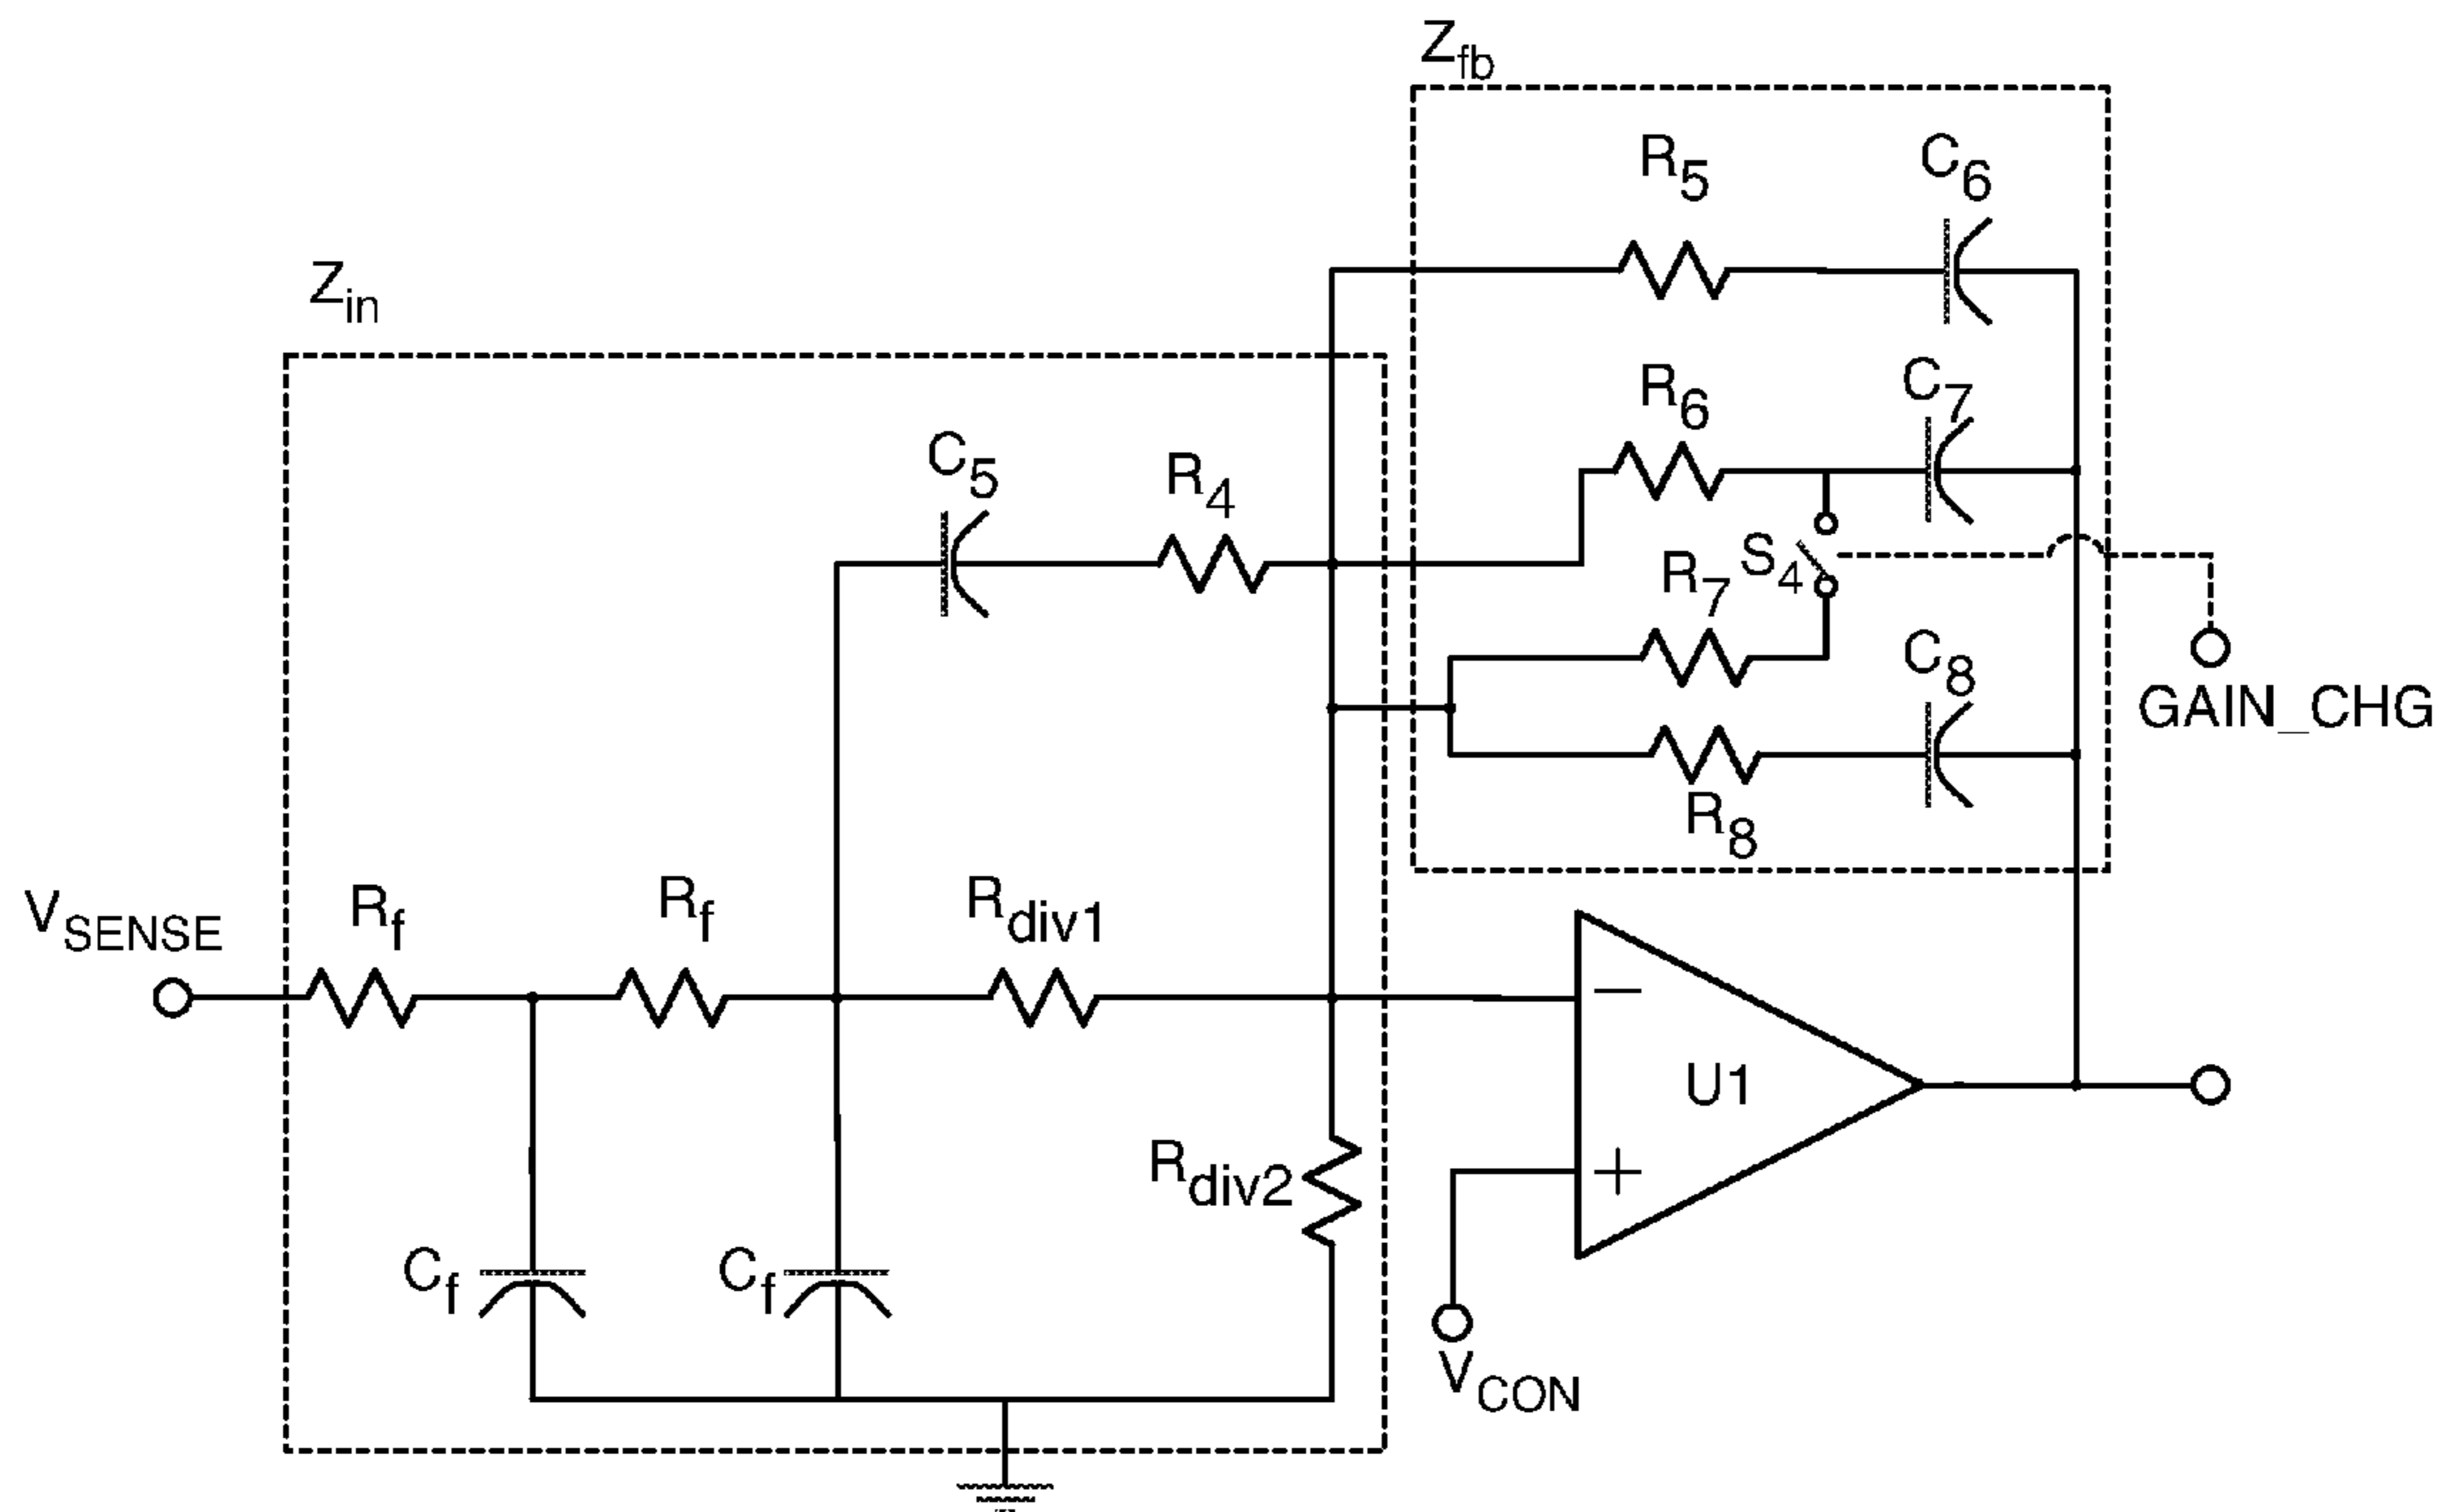 Zfb
R5
C6
Zin
R6
C7
C5
R4
S4
R7
C8
GAIN_CHG
R8
VSENSE
Rf
Rf
Rdiv1
−
U1
Rdiv2
+
Cf
Cf
VCON